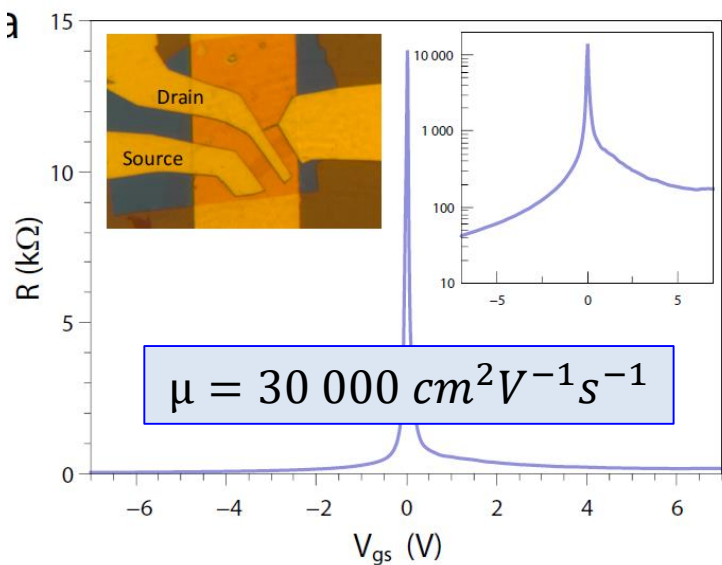 a
15
10
5
0
R (kΩ)
Drain
Source
10 000
1 000
100
10
−5 0 5
μ = 30 000 cm²V⁻¹s⁻¹
−6 −4 −2 0 2 4 6
V_gs (V)